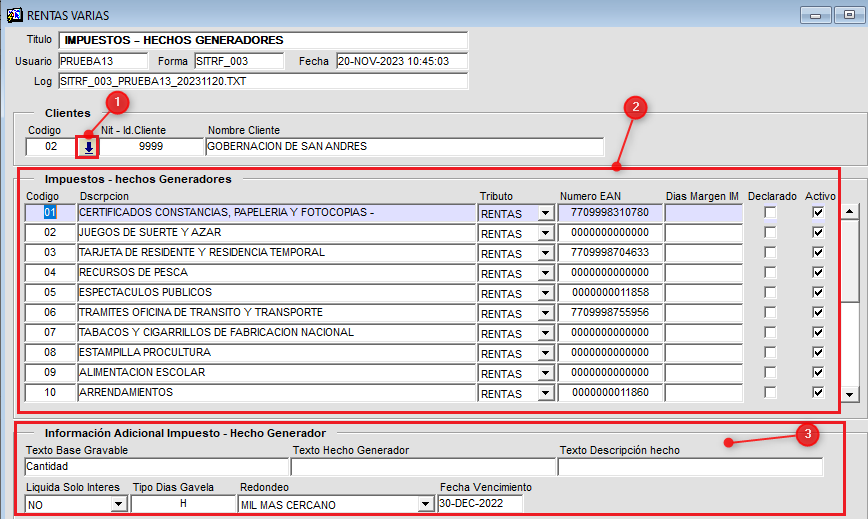 RENTAS VARIAS
Titulo IMPUESTOS – HECHOS GENERADORES
Usuario PRUEBA13 Forma SITRF_003 Fecha 20-NOV-2023 10:45:03
Log SITRF_003_PRUEBA13_20231120.TXT
1
2
Clientes
Codigo Nit - Id.Cliente Nombre Cliente
02 9999 GOBERNACION DE SAN ANDRES
Impuestos - hechos Generadores
Codigo Dscrpcion Tributo Numero EAN Dias Margen IM Declarado Activo
01 CERTIFICADOS CONSTANCIAS, PAPELERIA Y FOTOCOPIAS - RENTAS 7709998310780
02 JUEGOS DE SUERTE Y AZAR RENTAS 0000000000000
03 TARJETA DE RESIDENTE Y RESIDENCIA TEMPORAL RENTAS 7709998704633
04 RECURSOS DE PESCA RENTAS 0000000000000
05 ESPECTACULOS PUBLICOS RENTAS 0000000011858
06 TRAMITES OFICINA DE TRANSITO Y TRANSPORTE RENTAS 7709998755956
07 TABACOS Y CIGARRILLOS DE FABRICACION NACIONAL RENTAS 0000000000000
08 ESTAMPILLA PROCULTURA RENTAS 0000000000000
09 ALIMENTACION ESCOLAR RENTAS 0000000000000
10 ARRENDAMIENTOS RENTAS 0000000011860
Información Adicional Impuesto - Hecho Generador
3
Texto Base Gravable Texto Hecho Generador Texto Descripción hecho
Cantidad
Liquida Solo Interes Tipo Dias Gavela Redondeo Fecha Vencimiento
NO H MIL MAS CERCANO 30-DEC-2022